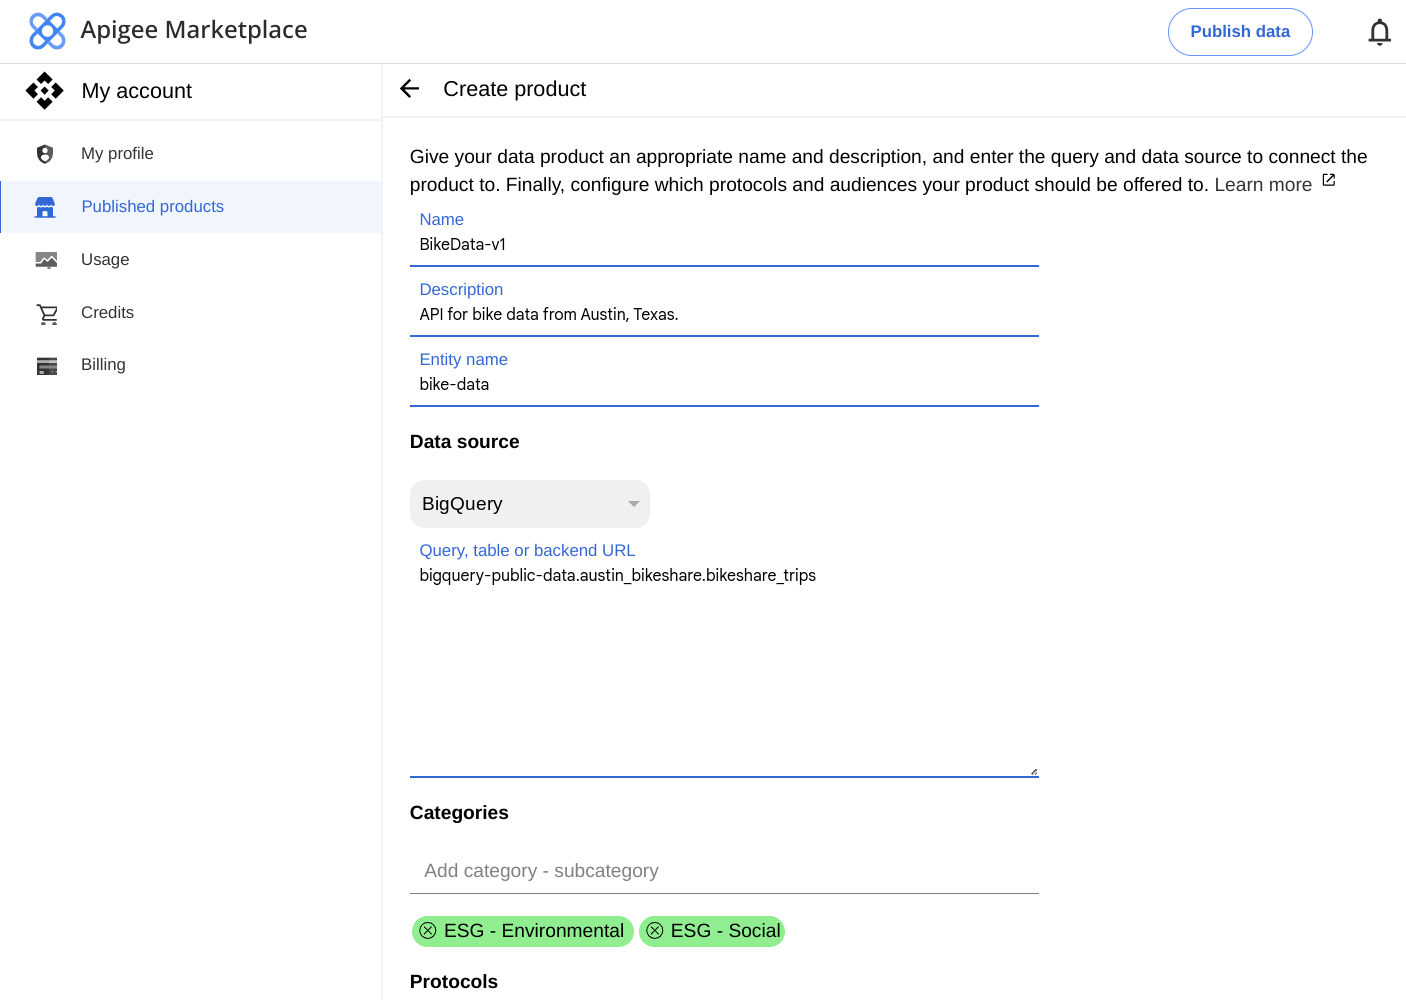 Apigee Marketplace
Publish data
My account
My profile
Published products
Usage
Credits
Billing
Create product
Give your data product an appropriate name and description, and enter the query and data source to connect the
product to. Finally, configure which protocols and audiences your product should be offered to. Learn more
Name
BikeData-v1
Description
API for bike data from Austin, Texas.
Entity name
bike-data
Data source
BigQuery
Query, table or backend URL
bigquery-public-data.austin_bikeshare.bikeshare_trips
Categories
Add category - subcategory
ESG - Environmental ESG - Social
Protocols